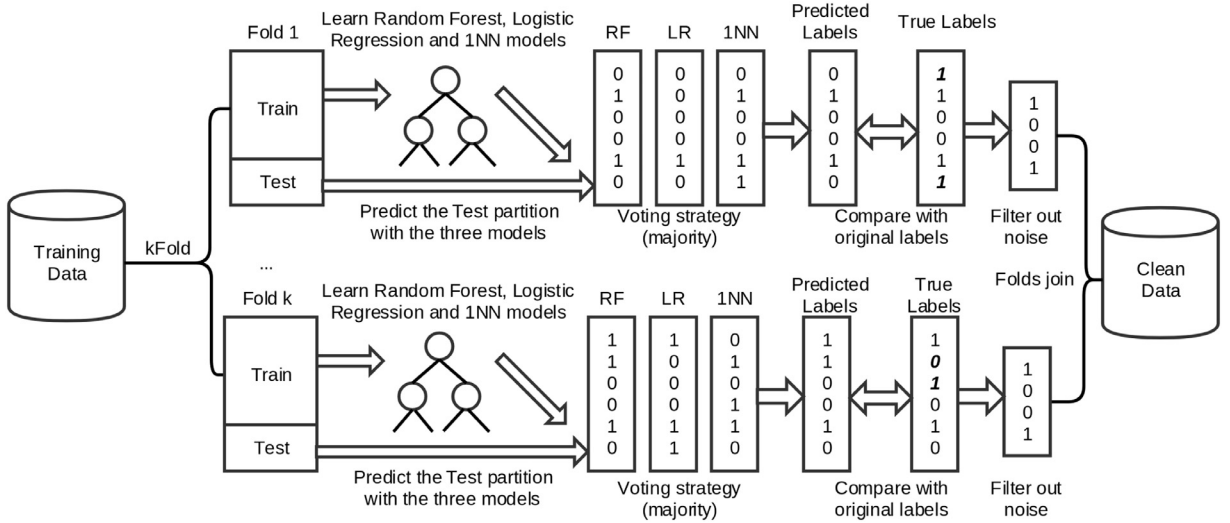 Training
Data
kFold
Fold 1
Train
Test
Learn Random Forest, Logistic
Regression and 1NN models
Predict the Test partition
with the three models
RF
0
1
0
0
1
0
LR
0
0
0
0
1
0
1NN
0
1
0
0
1
1
Voting strategy
(majority)
Predicted
Labels
0
1
0
0
1
0
True Labels
1
1
0
0
1
1
Compare with
original labels
1
0
0
1
Filter out
noise
...
Fold k
Train
Test
Learn Random Forest, Logistic
Regression and 1NN models
Predict the Test partition
with the three models
RF
1
1
0
0
1
0
LR
1
0
0
0
1
1
1NN
0
1
0
1
1
0
Voting strategy
(majority)
Predicted
Labels
1
1
0
0
1
0
True
Labels
1
0
1
0
1
0
Compare with
original labels
1
0
0
1
Filter out
noise
Folds join
Clean
Data